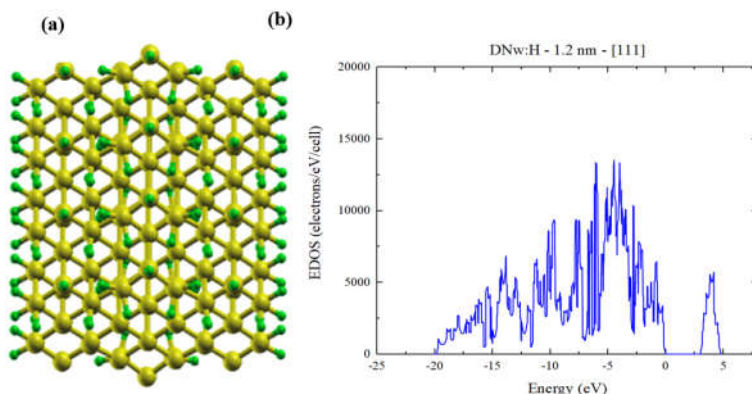 (a)
(b)
DNw:H - 1.2 nm - [111]
EDOS (electrons/eV/cell)
20000
15000
10000
5000
0
-25
-20
-15
-10
-5
0
5
Energy (eV)